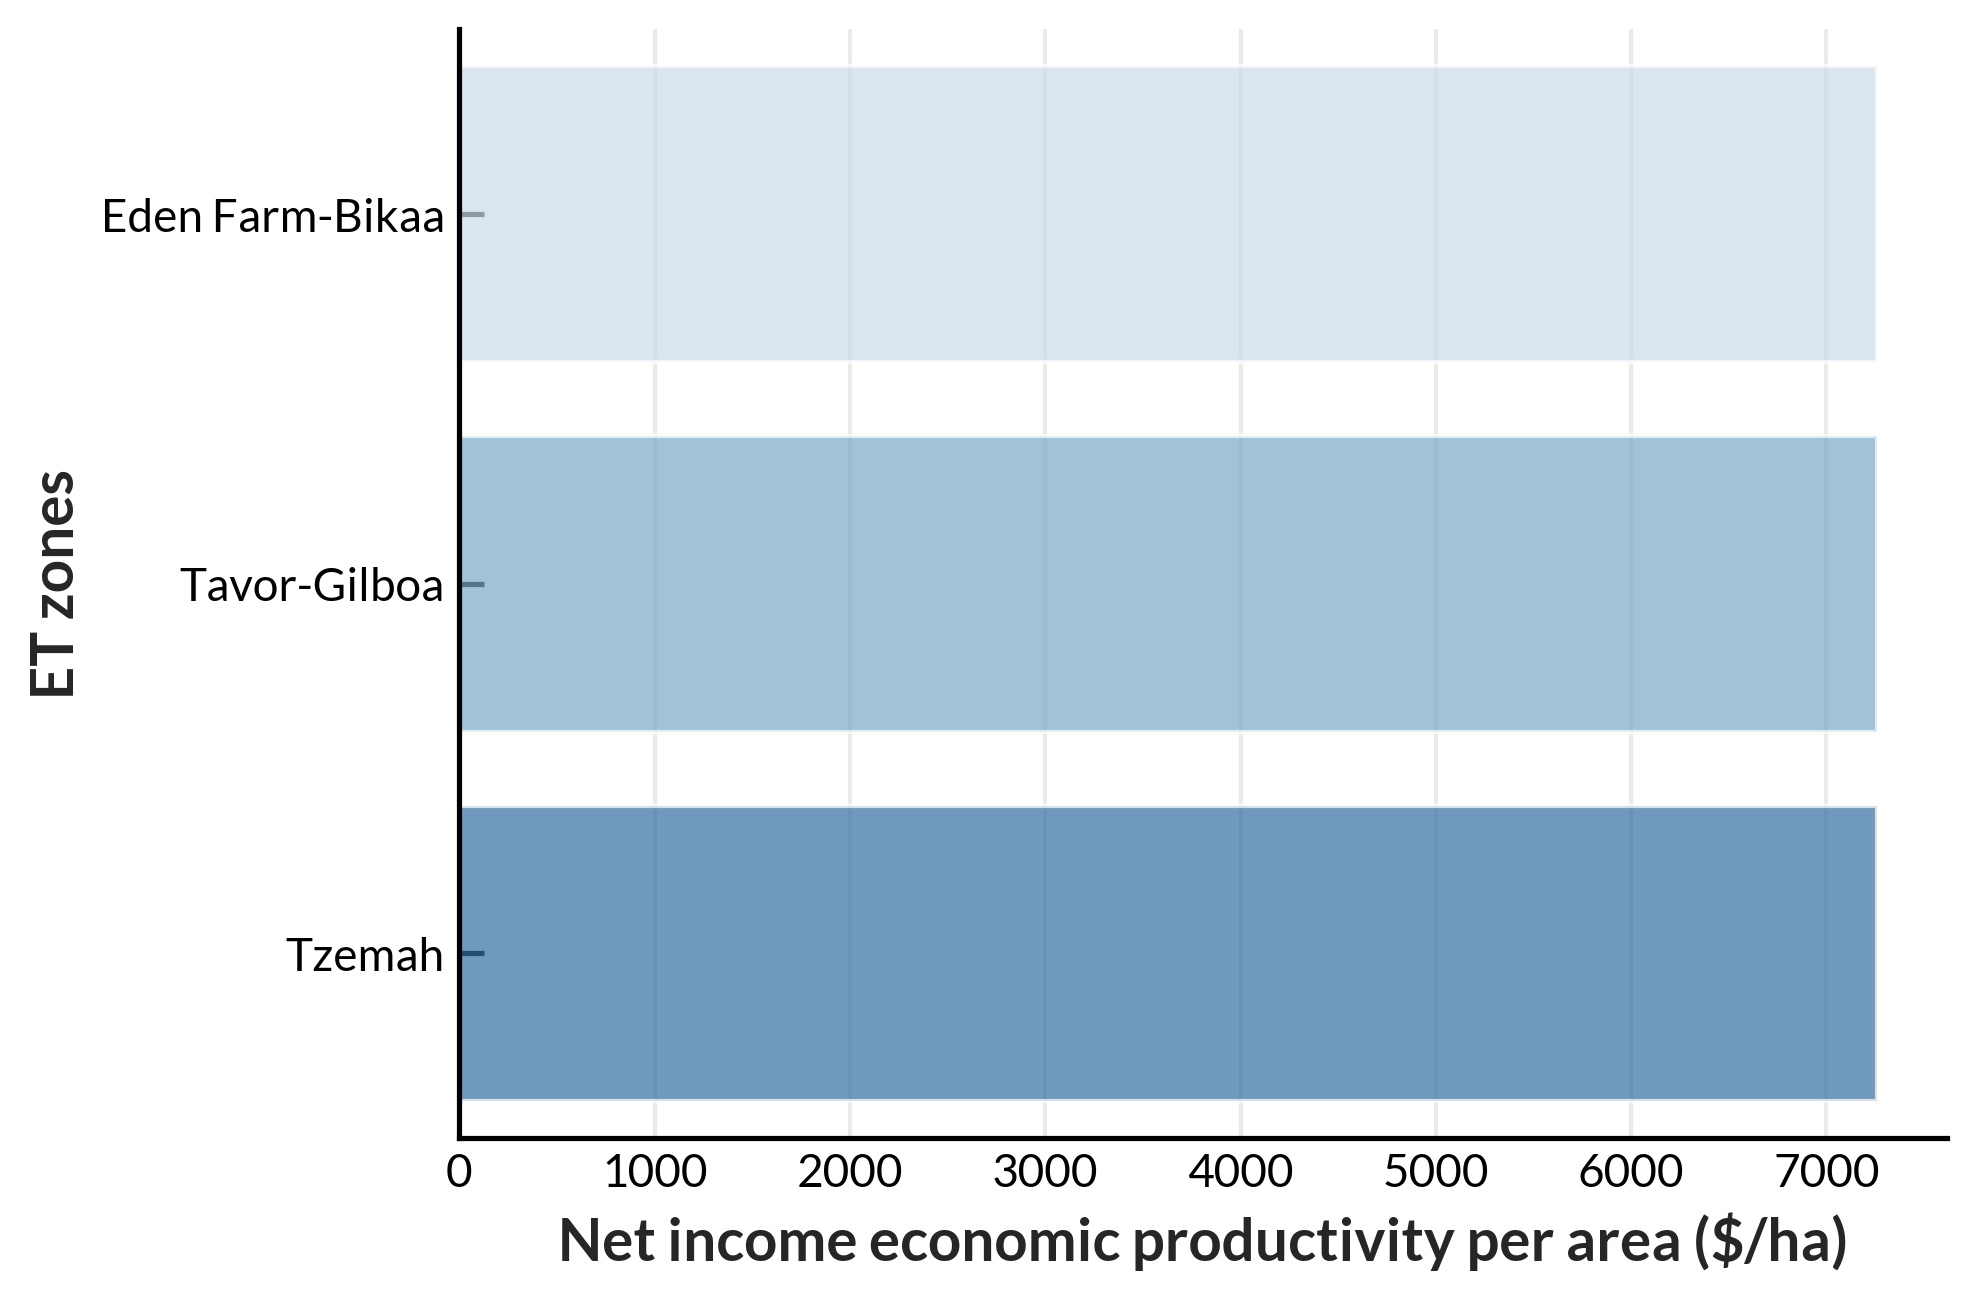 Eden Farm-Bikaa
Tavor-Gilboa
Tzemah
ET zones
0 1000 2000 3000 4000 5000 6000 7000
Net income economic productivity per area ($/ha)